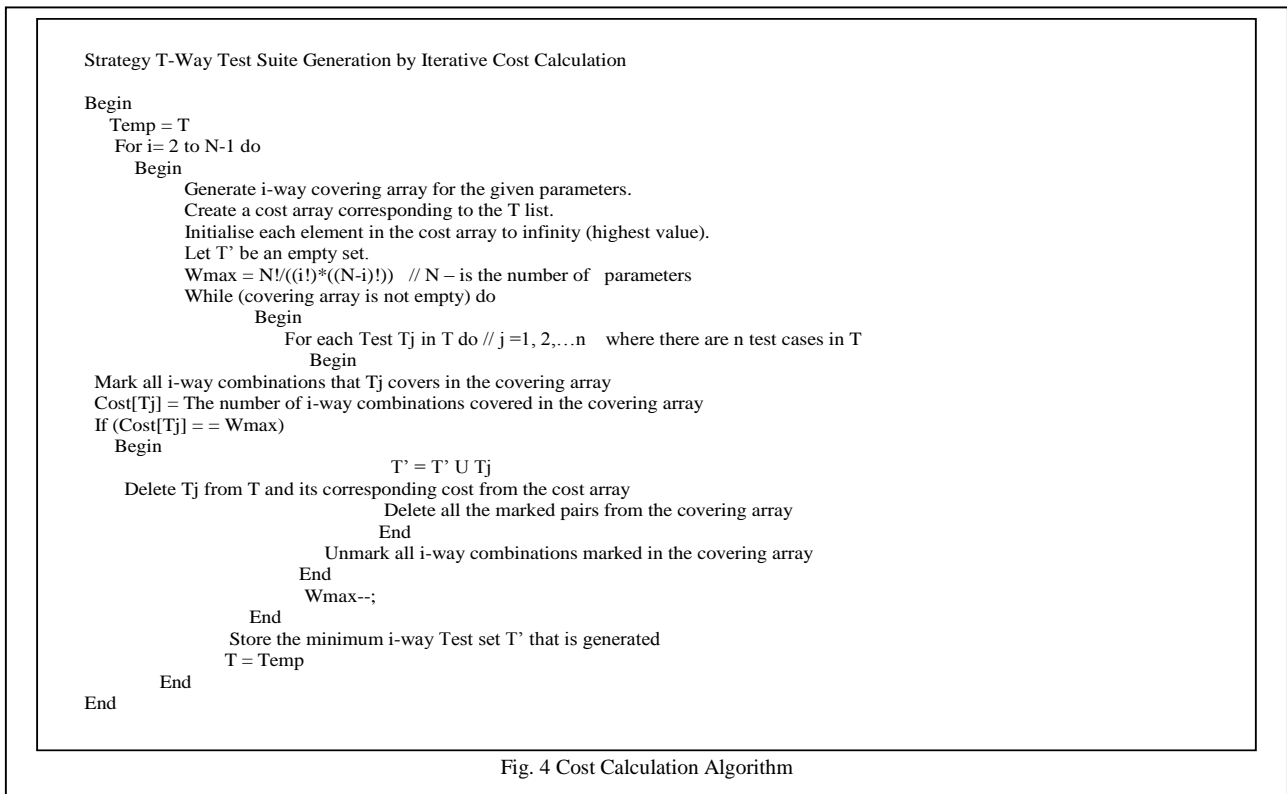 Strategy T-Way Test Suite Generation by Iterative Cost Calculation
Begin
Temp = T
For i= 2 to N-1 do
Begin
Generate i-way covering array for the given parameters.
Create a cost array corresponding to the T list.
Initialise each element in the cost array to infinity (highest value).
Let T’ be an empty set.
Wmax = N!/((i!)*((N-i)!)) // N – is the number of parameters
While (covering array is not empty) do
Begin
For each Test Tj in T do // j =1, 2,…n where there are n test cases in T
Begin
Mark all i-way combinations that Tj covers in the covering array
Cost[Tj] = The number of i-way combinations covered in the covering array
If (Cost[Tj] = = Wmax)
Begin
T’ = T’ U Tj
Delete Tj from T and its corresponding cost from the cost array
Delete all the marked pairs from the covering array
End
Unmark all i-way combinations marked in the covering array
End
Wmax--;
End
Store the minimum i-way Test set T’ that is generated
T = Temp
End
End
Fig. 4 Cost Calculation Algorithm